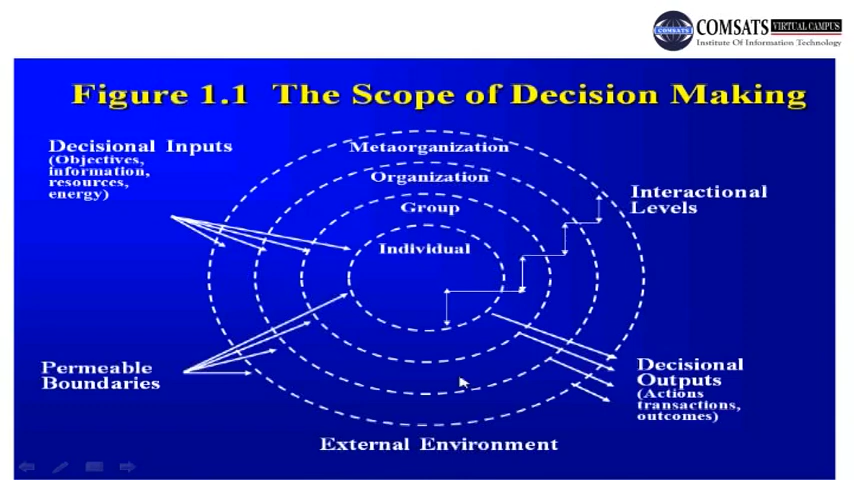 COMSATS
COMSATS VIRTUAL CAMPUS
Institute Of Information Technology
Figure 1.1 The Scope of Decision Making
Decisional Inputs
(Objectives,
information,
resources,
energy)
Metaorganization
Organization
Group
Individual
Interactional
Levels
Permeable
Boundaries
Decisional
Outputs
(Actions
transactions,
outcomes)
External Environment